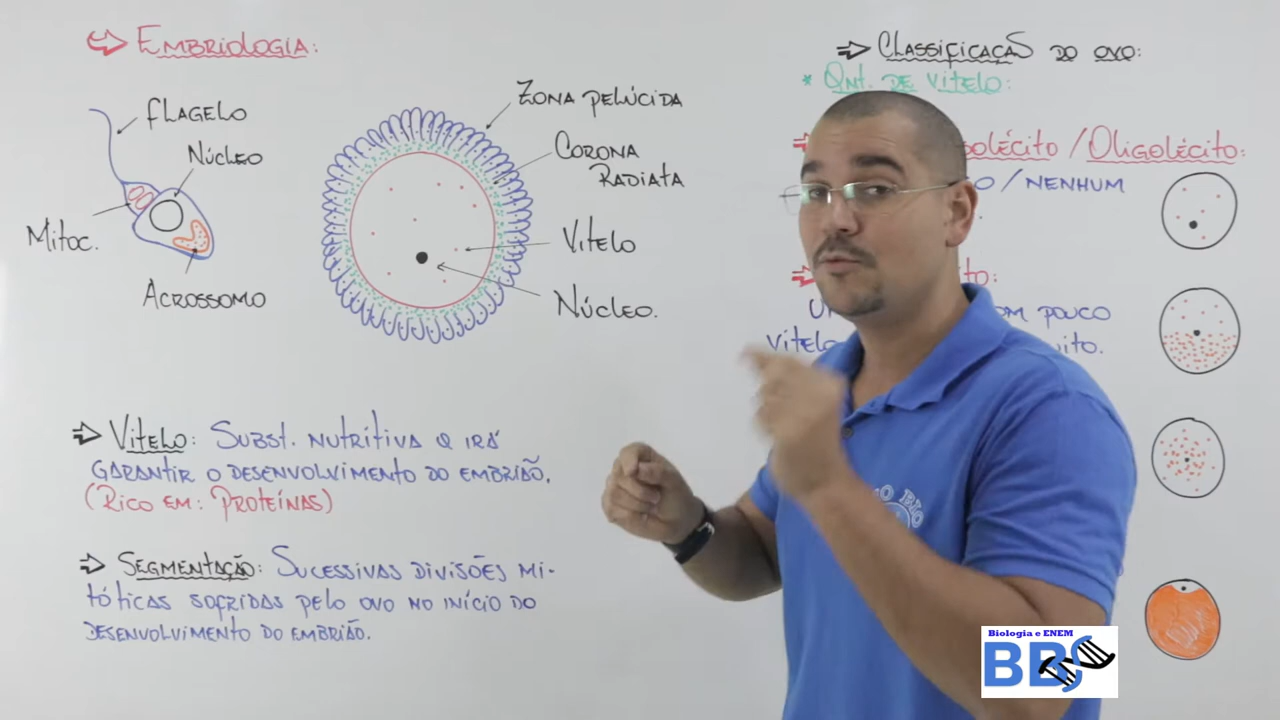 Embriologia:
Flagelo
Núcleo
Mitoc.
Acrossomo
Zona pelúcida
Corona
Radiata
Vitelo
Núcleo.
Vitelo: Subst. nutritiva q irá
garantir o desenvolvimento do embrião.
(Rico em: Proteínas)
Segmentação: Sucessivas divisões mi-
tóticas sofridas pelo ovo no início do
desenvolvimento do embrião.
Classificação do ovo:
* Qnt. de vitelo:
/Oligolécito:
/nenhum
pouco
Vitelo
Biologia e ENEM
BBS